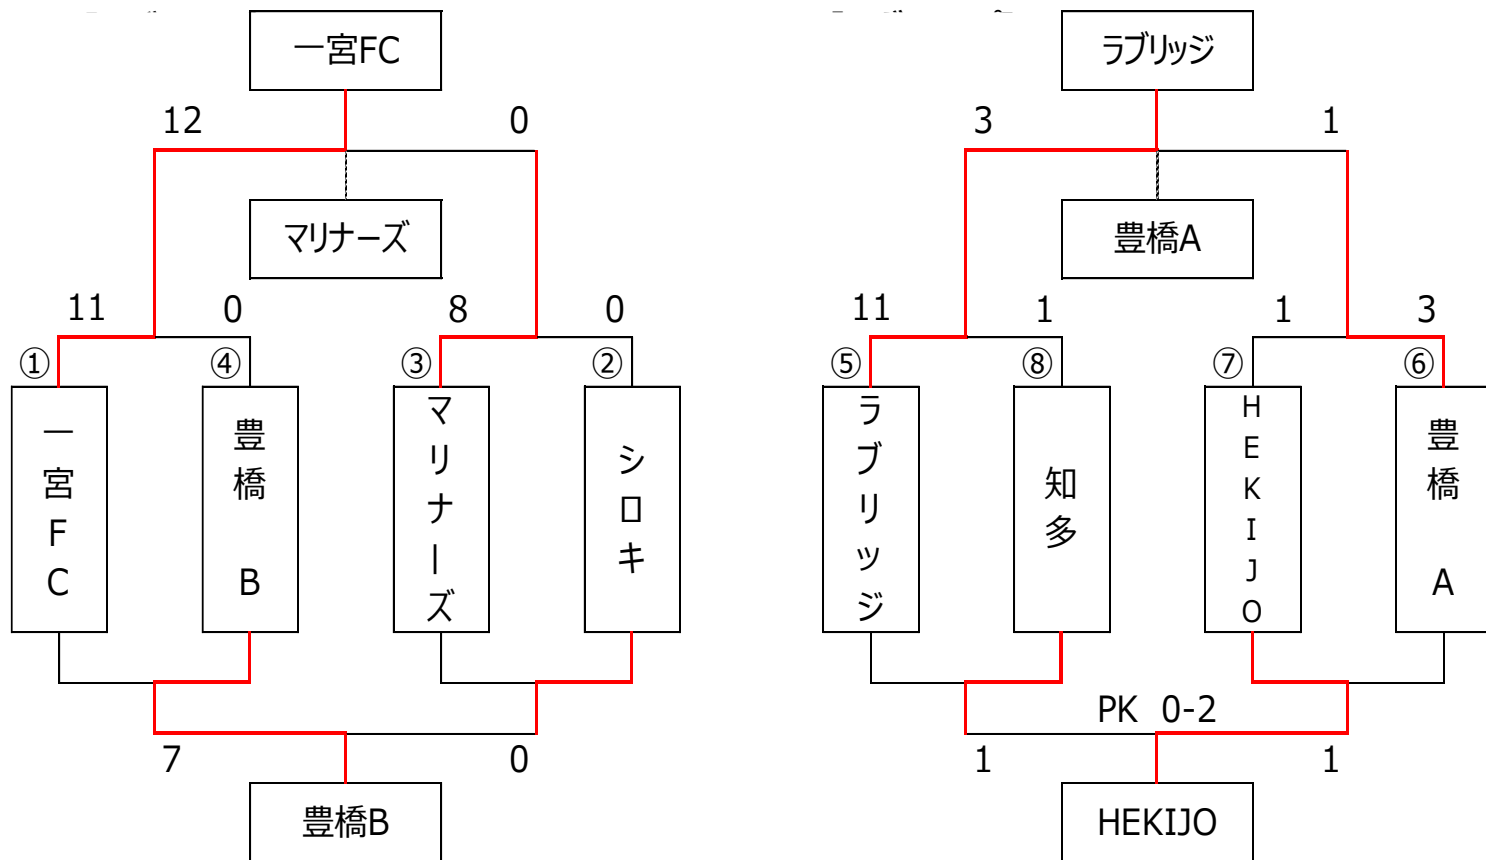 一宮FC
ラブリッジ
12 0
3 1
マリナーズ
豊橋A
11 0 8 0
11 1 1 3
① ④ ③ ②
⑤ ⑧ ⑦ ⑥
一宮FC
豊橋 B
マリナーズ
シロキ
ラブリッジ
知多
HEKIJO
豊橋 A
PK 0-2
7 0
1 1
豊橋B
HEKIJO